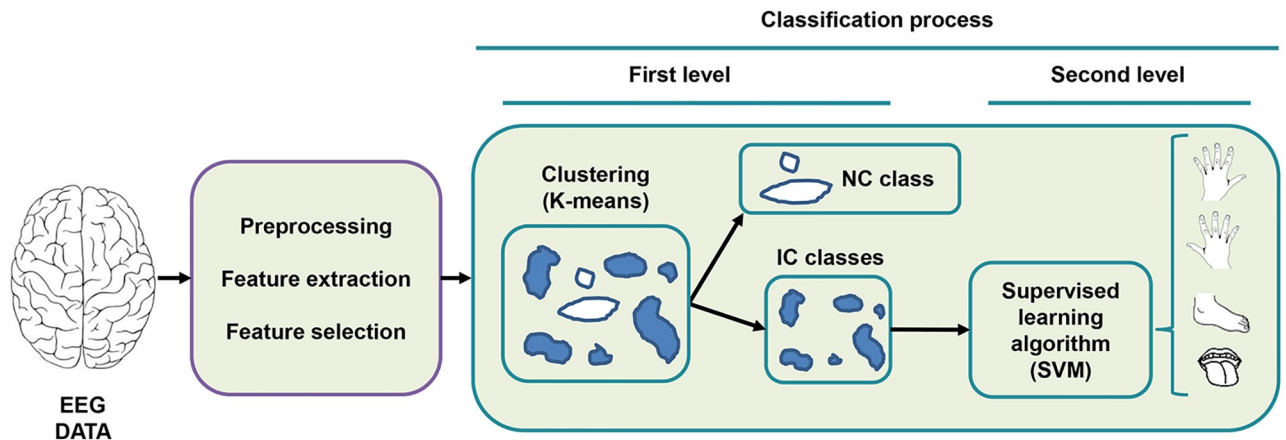 Classification process
First level
Second level
EEG
DATA
Preprocessing
Feature extraction
Feature selection
Clustering
(K-means)
NC class
IC classes
Supervised
learning
algorithm
(SVM)